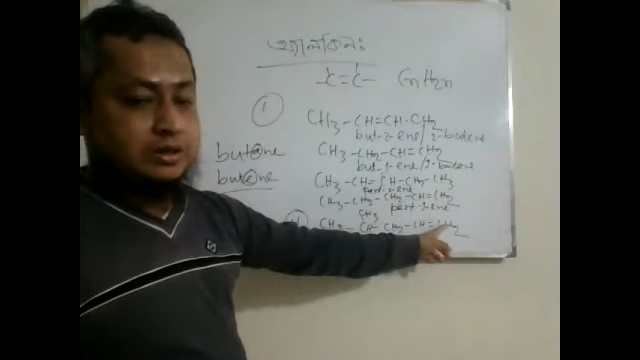 অ্যালকিনঃ
-C=C- CnH2n
① CH3-CH=CH-CH2
but-2-ene/2-butene
butane
CH3-CH2-CH=CH2
but-1-ene/1-butene
butene
CH3-CH=CH-CH2-CH3
pent-2-ene
CH3-CH2-CH2-CH=CH2
pent-1-ene
CH3
CH3-CH-CH2-CH=CH2